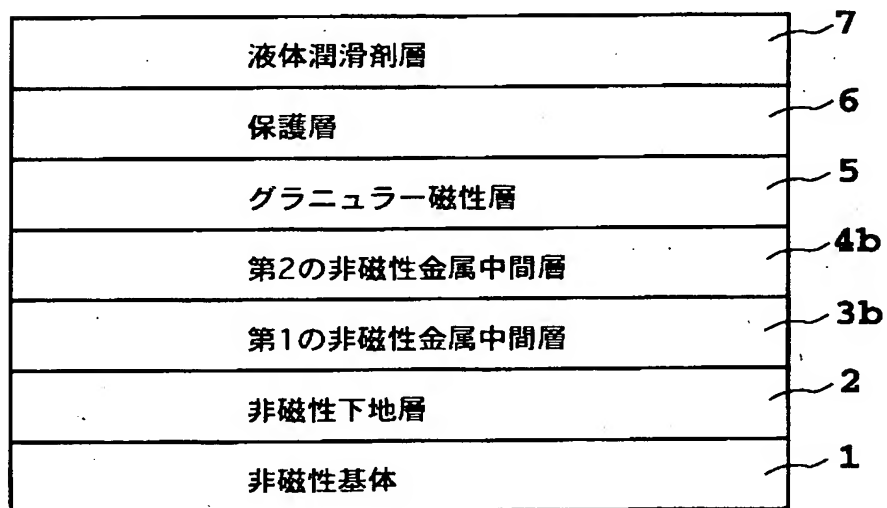 液体潤滑剤層 7
保護層 6
グラニュラー磁性層 5
第2の非磁性金属中間層 4b
第1の非磁性金属中間層 3b
非磁性下地層 2
非磁性基体 1